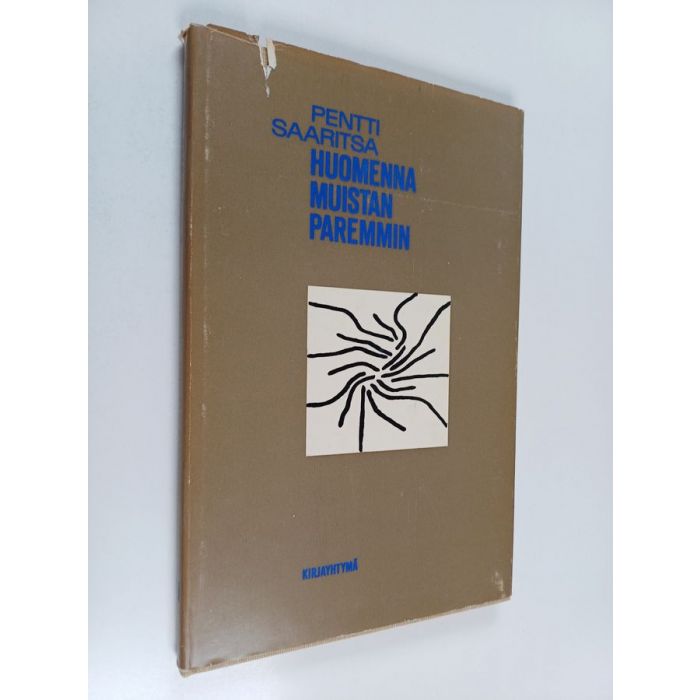 PENTTI
SAARITSA
HUOMENNA
MUISTAN
PAREMMIN
KIRJAYHTYMÄ